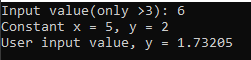 Input value(only >3): 6
Constant x = 5, y = 2
User input value, y = 1.73205